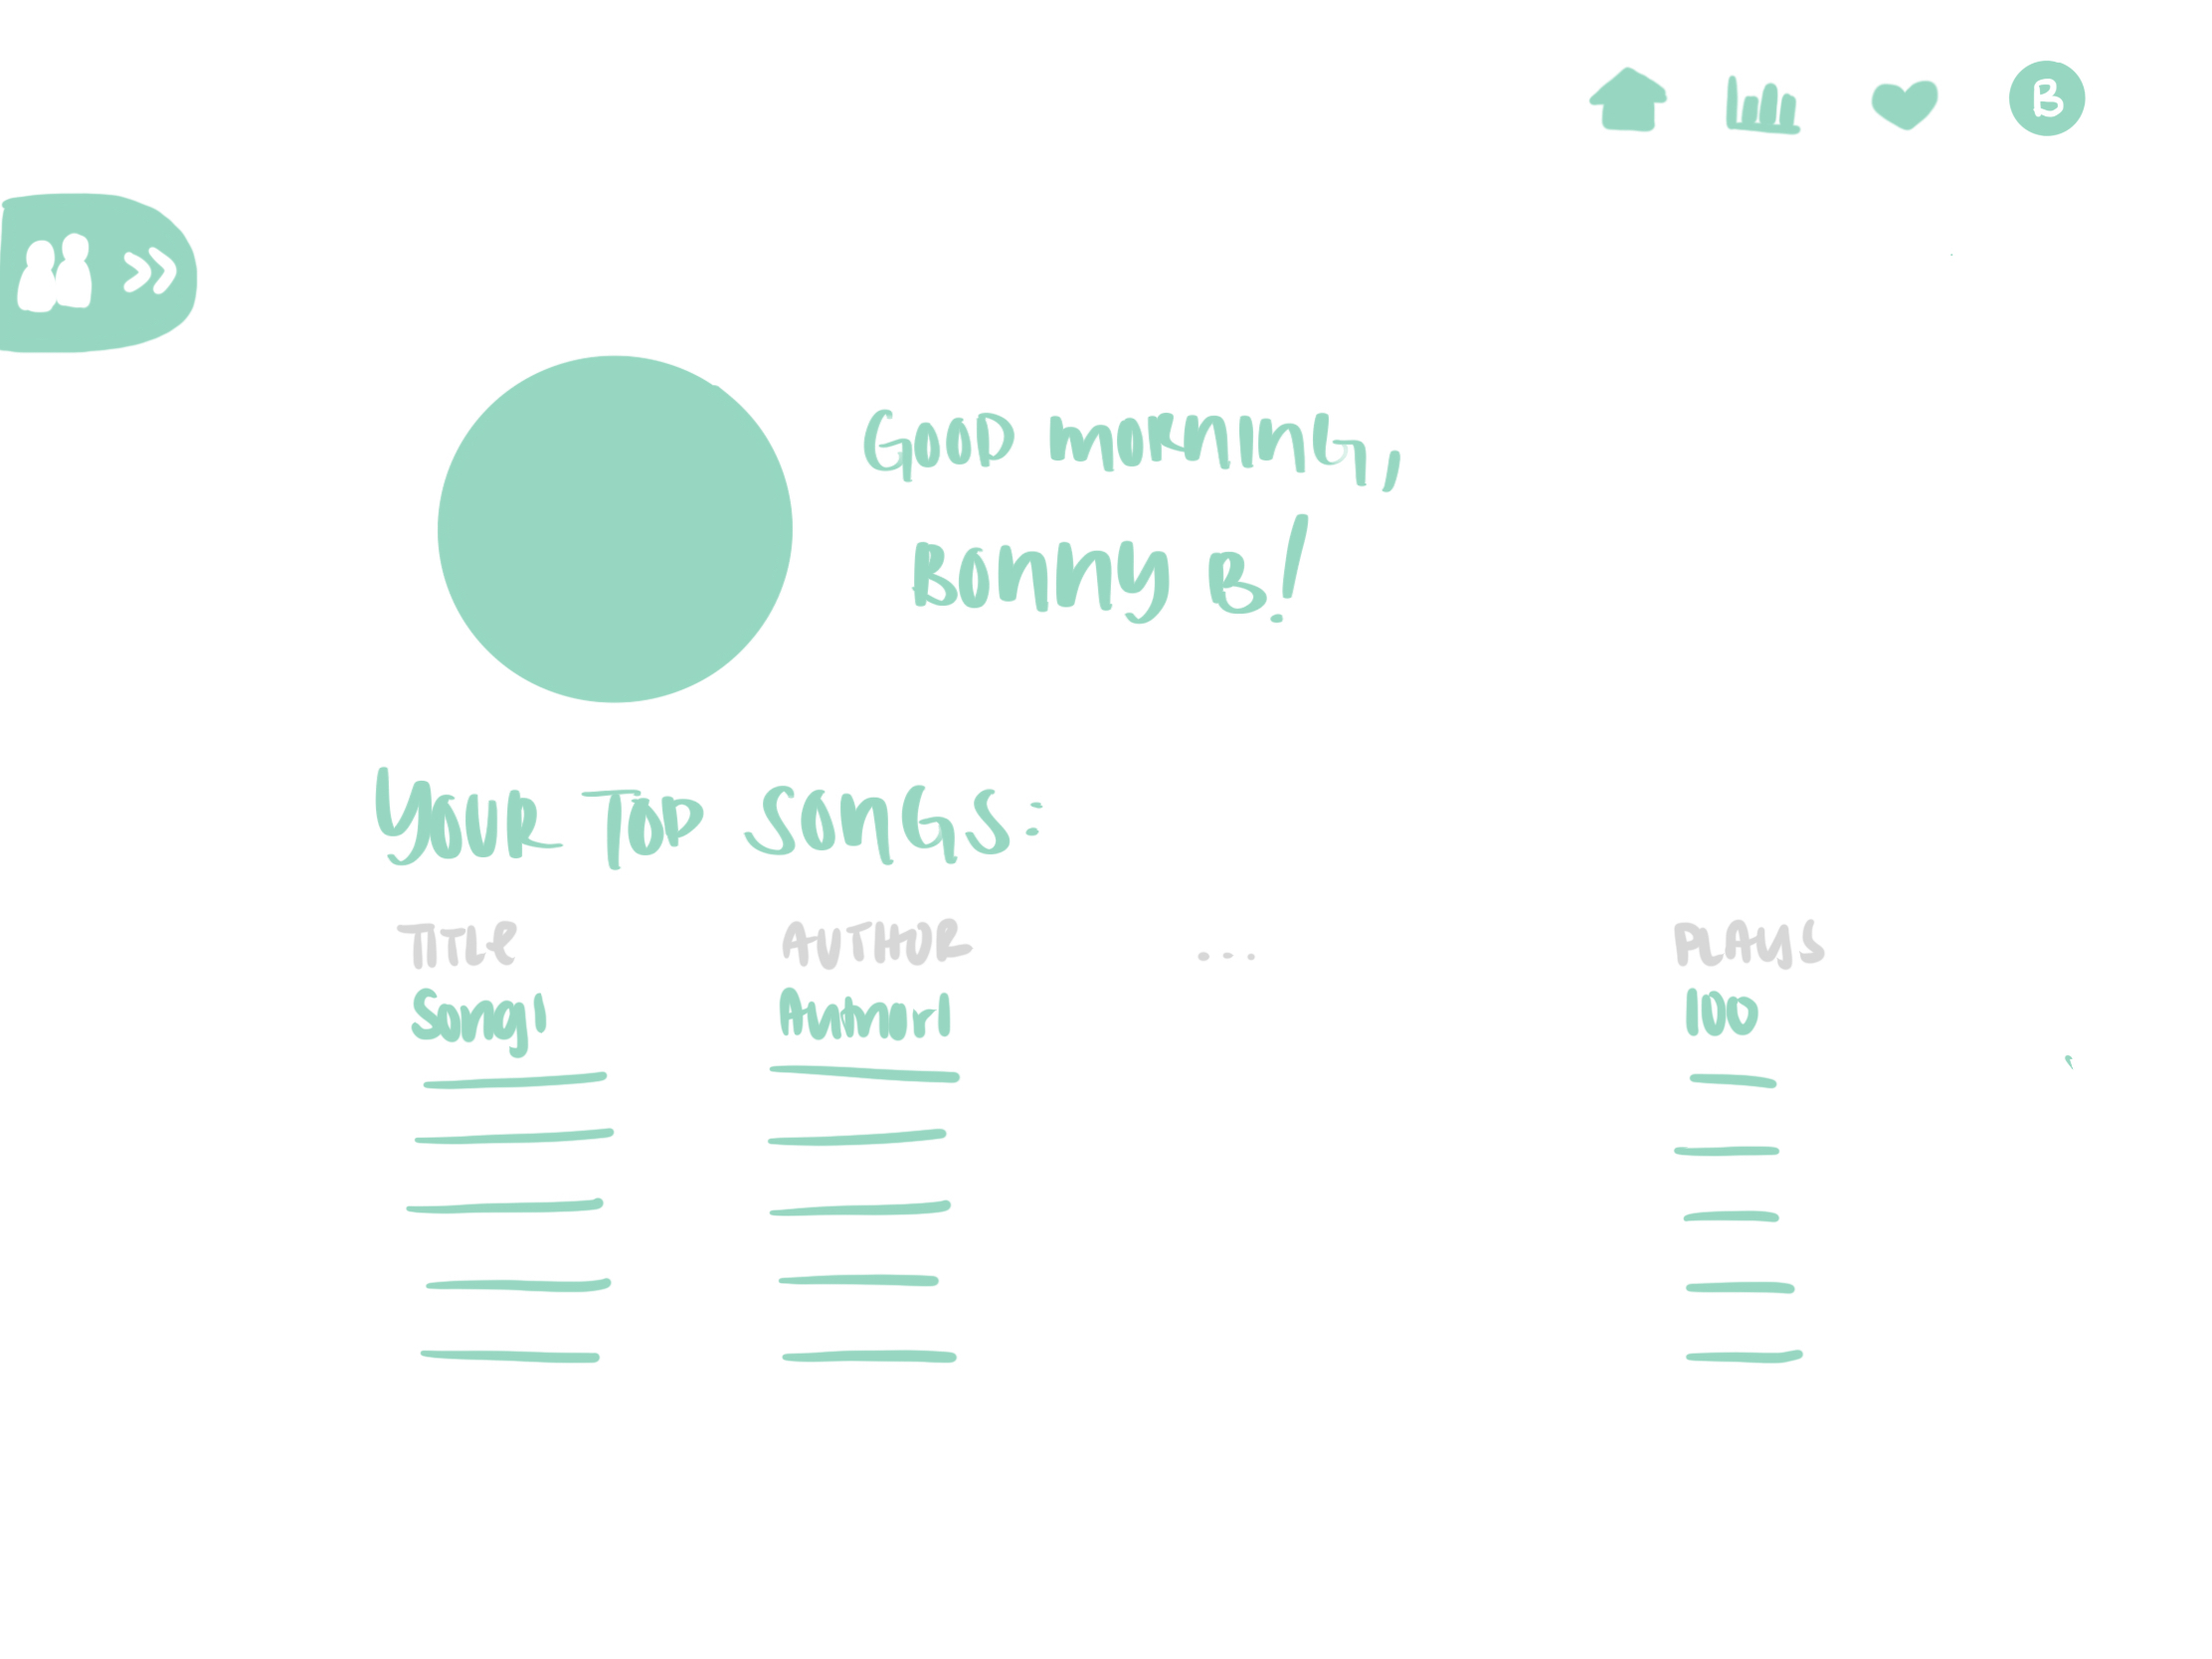 B
GOOD MORNING,
BONNY B!
YOUR TOP SONGS:
TITLE AUTHOR ... PLAYS
Song1 Author1 100